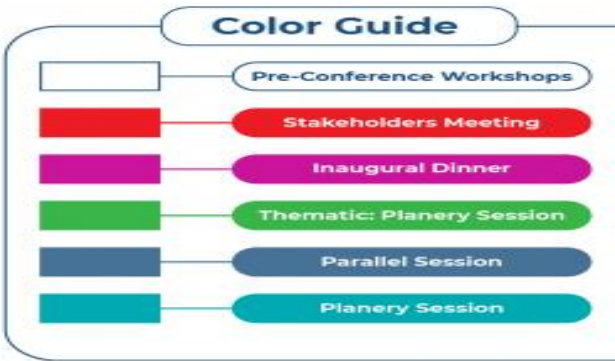 Color Guide
Pre-Conference Workshops
Stakeholders Meeting
Inaugural Dinner
Thematic: Planery Session
Parallel Session
Planery Session